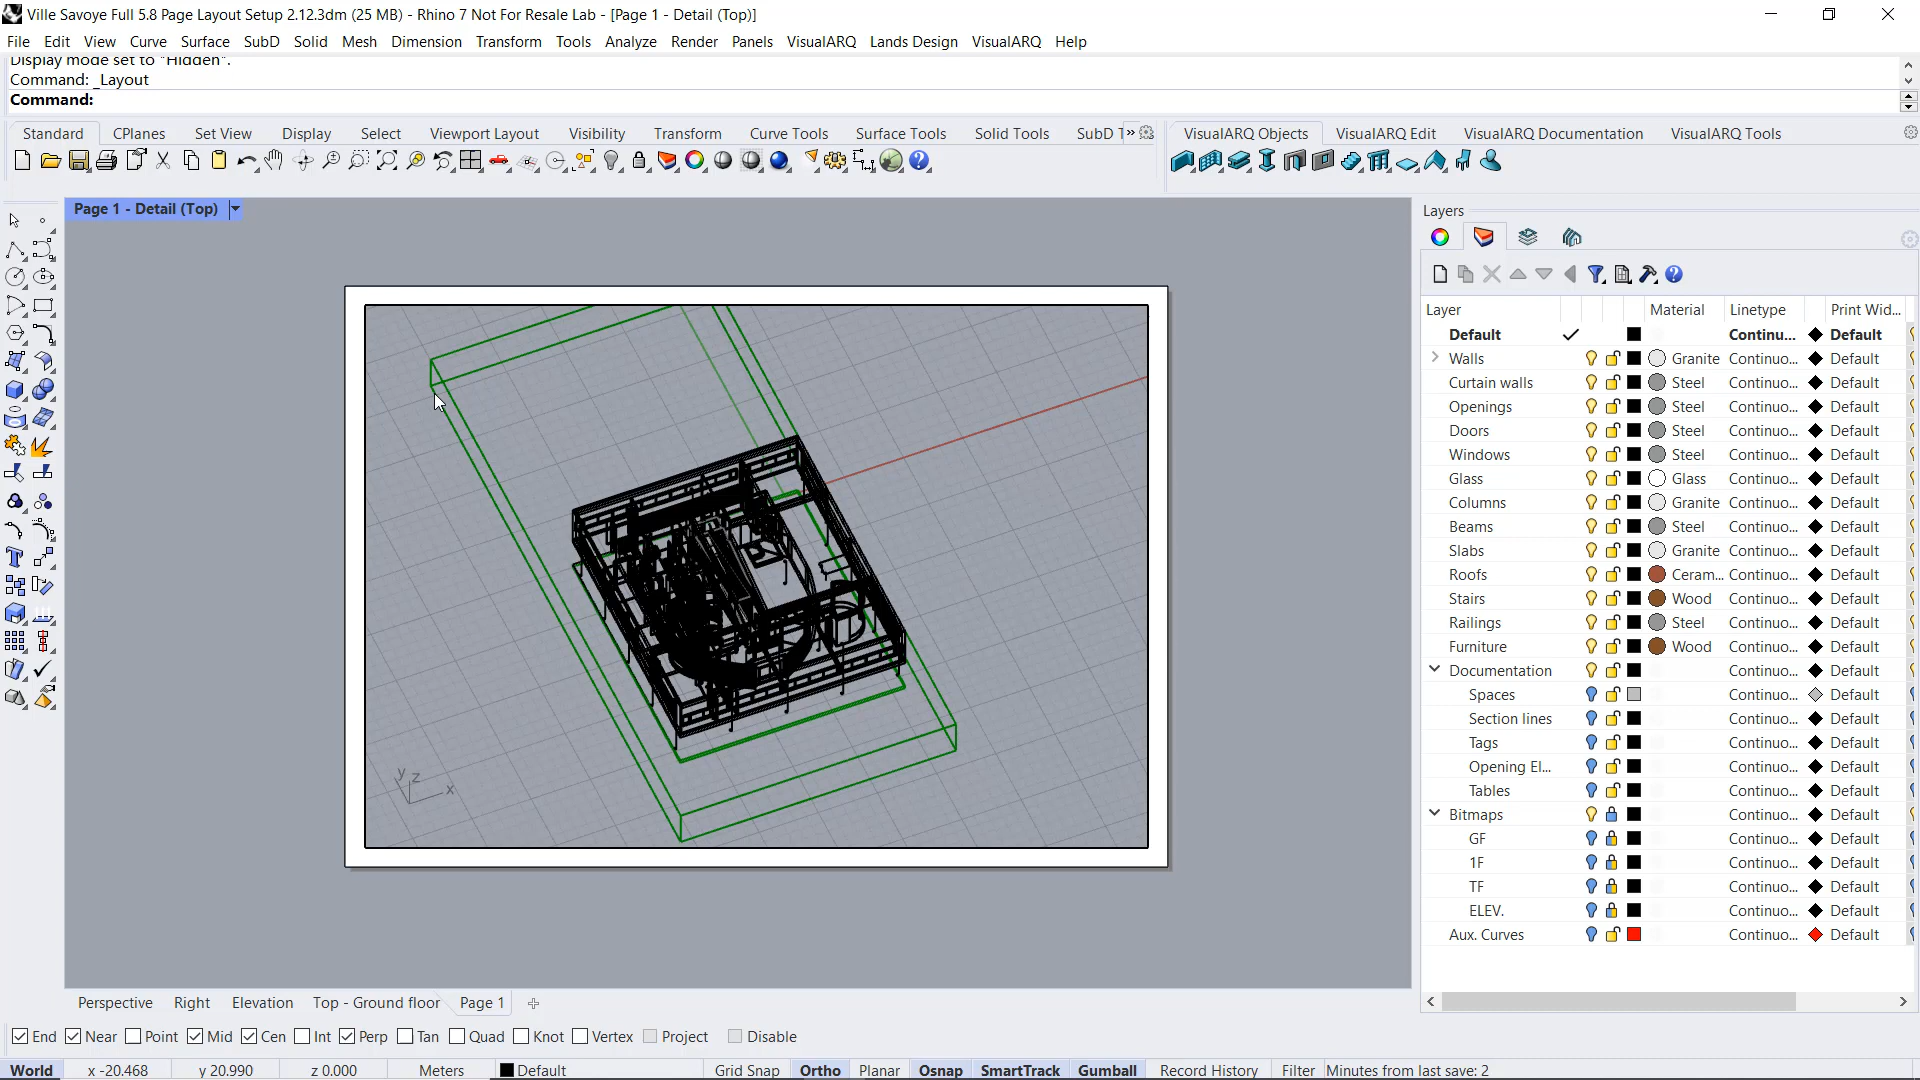 Ville Savoye Full 5.8 Page Layout Setup 2.12.3dm (25 MB) - Rhino 7 Not For Resale Lab - [Page 1 - Detail (Top)]
File Edit View Curve Surface SubD Solid Mesh Dimension Transform Tools Analyze Render Panels VisualARQ Lands Design VisualARQ Help
Display mode set to "Hidden".
Command: _Layout
Command:
Standard CPlanes Set View Display Select Viewport Layout Visibility Transform Curve Tools Surface Tools Solid Tools SubD T » VisualARQ Objects VisualARQ Edit VisualARQ Documentation VisualARQ Tools
Page 1 - Detail (Top)
Layers
Layer Material Linetype Print Wid...
Default Continu... Default
Walls Granite Continuo... Default
Curtain walls Steel Continuo... Default
Openings Steel Continuo... Default
Doors Steel Continuo... Default
Windows Steel Continuo... Default
Glass Glass Continuo... Default
Columns Granite Continuo... Default
Beams Steel Continuo... Default
Slabs Granite Continuo... Default
Roofs Ceram... Continuo... Default
Stairs Wood Continuo... Default
Railings Steel Continuo... Default
Furniture Wood Continuo... Default
Documentation Continuo... Default
Spaces Continuo... Default
Section lines Continuo... Default
Tags Continuo... Default
Opening El... Continuo... Default
Tables Continuo... Default
Bitmaps Continuo... Default
GF Continuo... Default
1F Continuo... Default
TF Continuo... Default
ELEV. Continuo... Default
Aux. Curves Continuo... Default
y z x
Perspective Right Elevation Top - Ground floor Page 1
End Near Point Mid Cen Int Perp Tan Quad Knot Vertex Project Disable
World x -20.468 y 20.990 z 0.000 Meters Default Grid Snap Ortho Planar Osnap SmartTrack Gumball Record History Filter Minutes from last save: 2